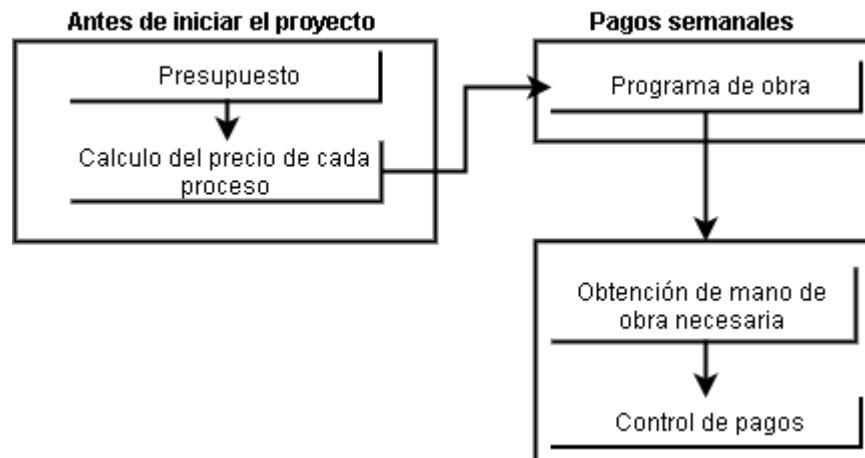 Antes de iniciar el proyecto
Presupuesto
Calculo del precio de cada
proceso
Pagos semanales
Programa de obra
Obtención de mano de
obra necesaria
Control de pagos